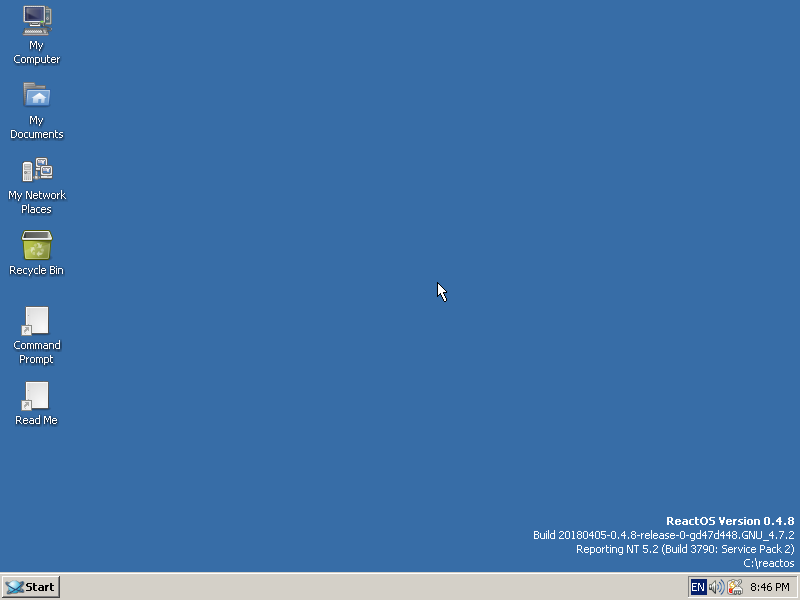 My
Computer
My
Documents
My Network
Places
Recycle Bin
Command
Prompt
Read Me
ReactOS Version 0.4.8
Build 20180405-0.4.8-release-0-gd47d448.GNU_4.7.2
Reporting NT 5.2 (Build 3790: Service Pack 2)
C:\reactos
Start
EN
8:46 PM